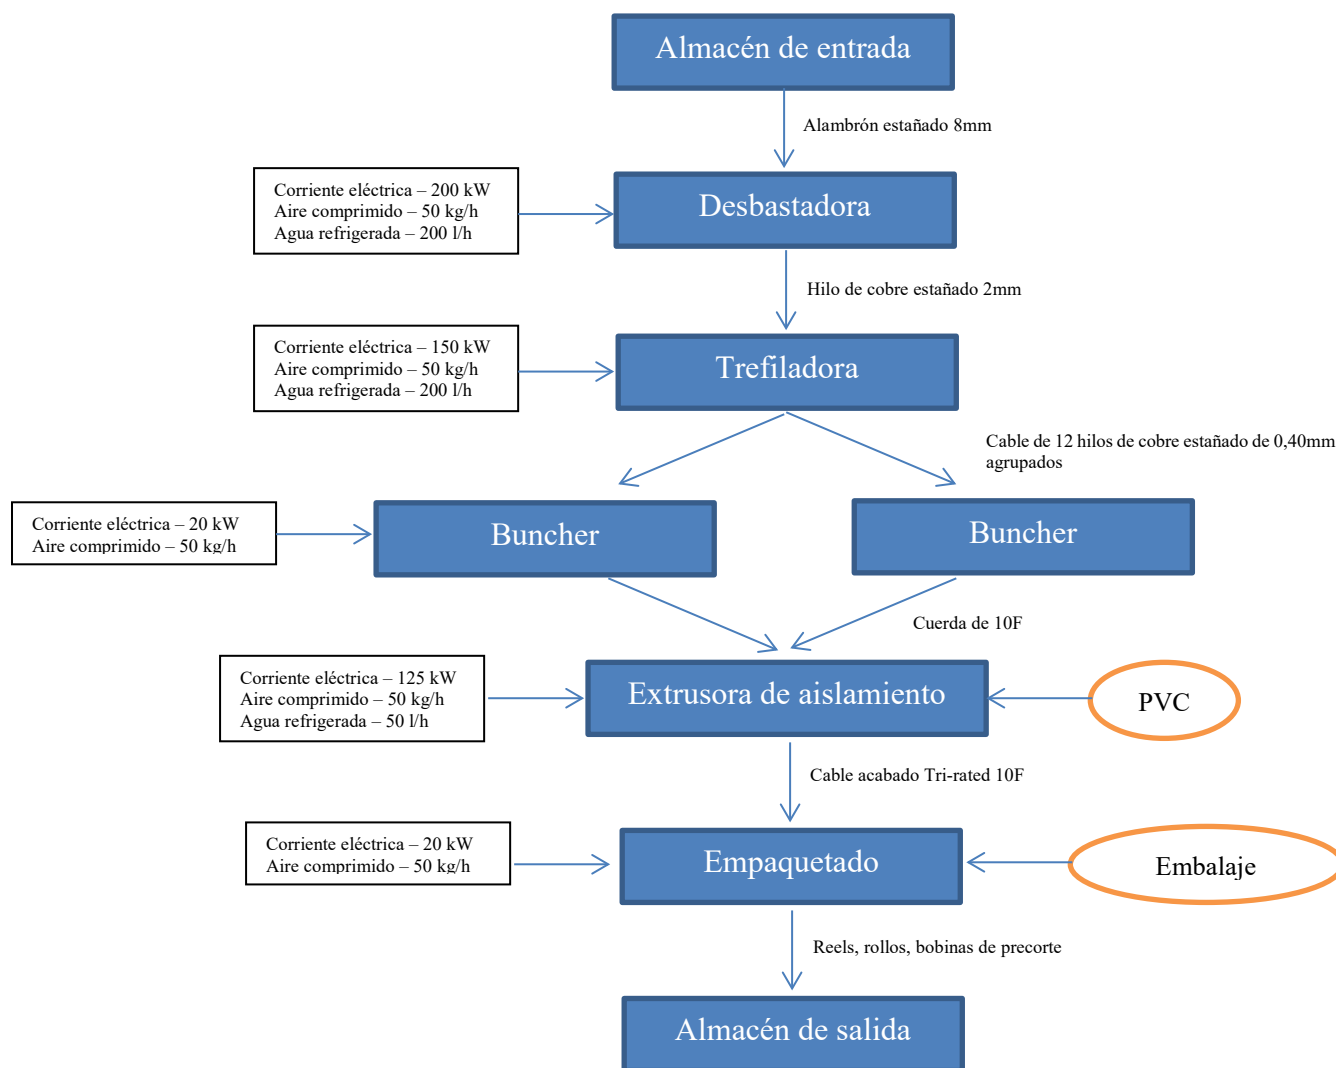 Almacén de entrada
Alambrón estañado 8mm
Corriente eléctrica – 200 kW
Aire comprimido – 50 kg/h
Agua refrigerada – 200 l/h
Desbastadora
Hilo de cobre estañado 2mm
Corriente eléctrica – 150 kW
Aire comprimido – 50 kg/h
Agua refrigerada – 200 l/h
Trefiladora
Cable de 12 hilos de cobre estañado de 0,40mm
agrupados
Corriente eléctrica – 20 kW
Aire comprimido – 50 kg/h
Buncher
Buncher
Cuerda de 10F
Corriente eléctrica – 125 kW
Aire comprimido – 50 kg/h
Agua refrigerada – 50 l/h
Extrusora de aislamiento
PVC
Cable acabado Tri-rated 10F
Corriente eléctrica – 20 kW
Aire comprimido – 50 kg/h
Empaquetado
Embalaje
Reels, rollos, bobinas de precorte
Almacén de salida